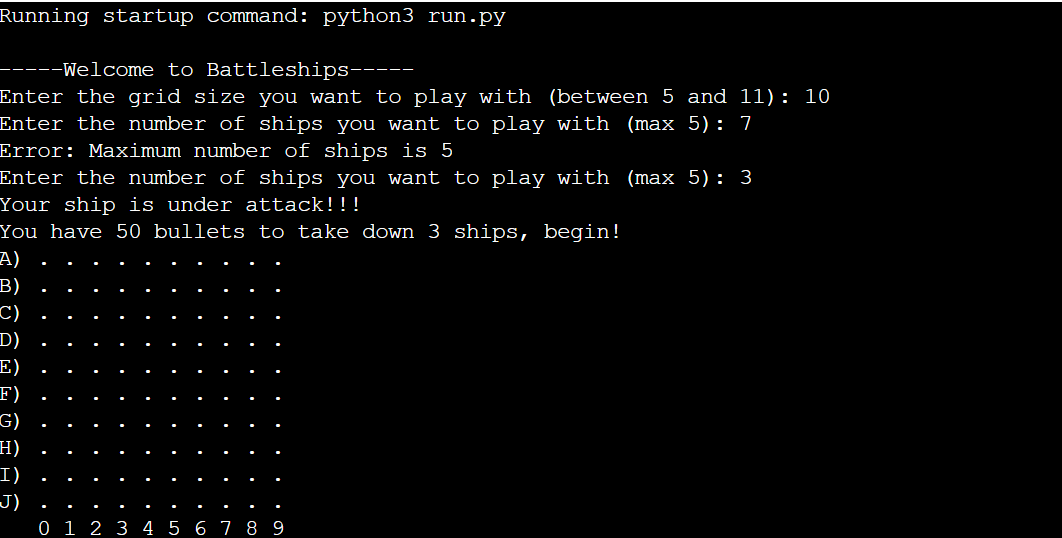 Running startup command: python3 run.py
-----Welcome to Battleships-----
Enter the grid size you want to play with (between 5 and 11): 10
Enter the number of ships you want to play with (max 5): 7
Error: Maximum number of ships is 5
Enter the number of ships you want to play with (max 5): 3
Your ship is under attack!!!
You have 50 bullets to take down 3 ships, begin!
A) . . . . . . . . . .
B) . . . . . . . . . .
C) . . . . . . . . . .
D) . . . . . . . . . .
E) . . . . . . . . . .
F) . . . . . . . . . .
G) . . . . . . . . . .
H) . . . . . . . . . .
I) . . . . . . . . . .
J) . . . . . . . . . .
0 1 2 3 4 5 6 7 8 9